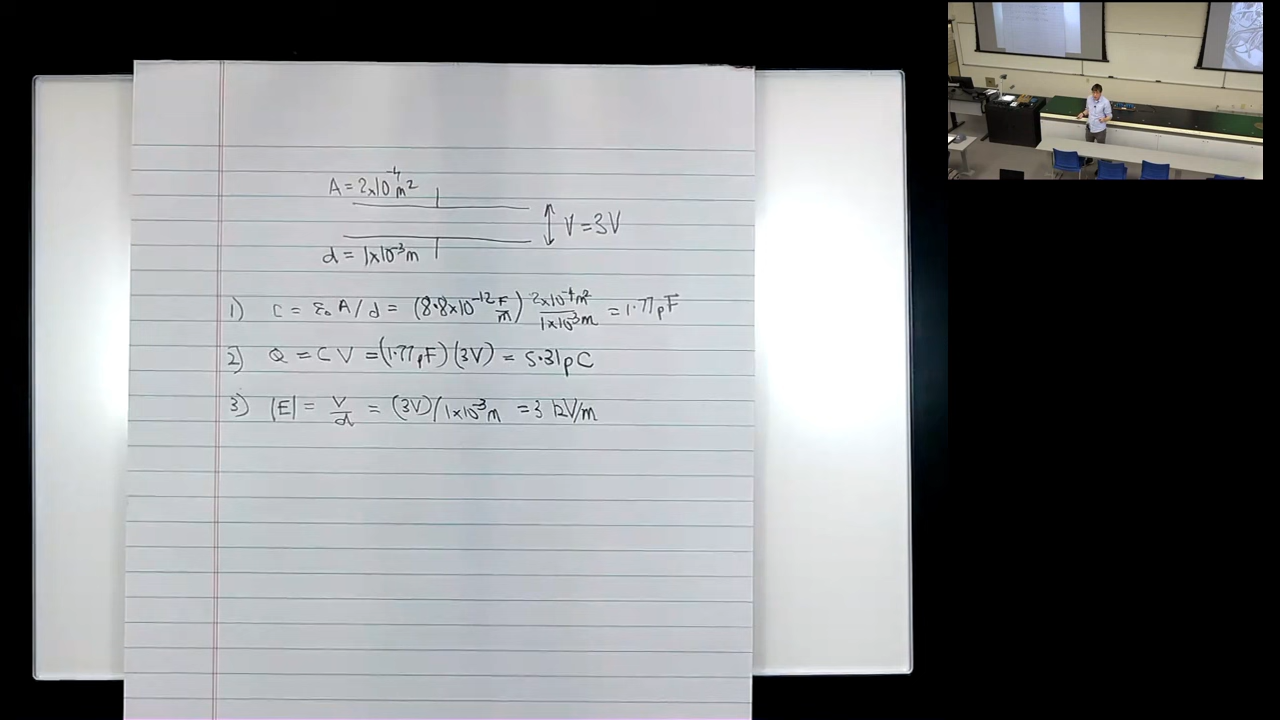 A = 2x10⁻⁴m²
V = 3V
d = 1x10⁻³m
1) C = ε₀ A/d = (8.8x10⁻¹² F/m) 2x10⁻⁴m²/1x10⁻³m = 1.77pF
2) Q = CV = (1.77pF)(3V) = 5.31pC
3) |E| = V/d = (3V)/1x10⁻³m = 3 kV/m